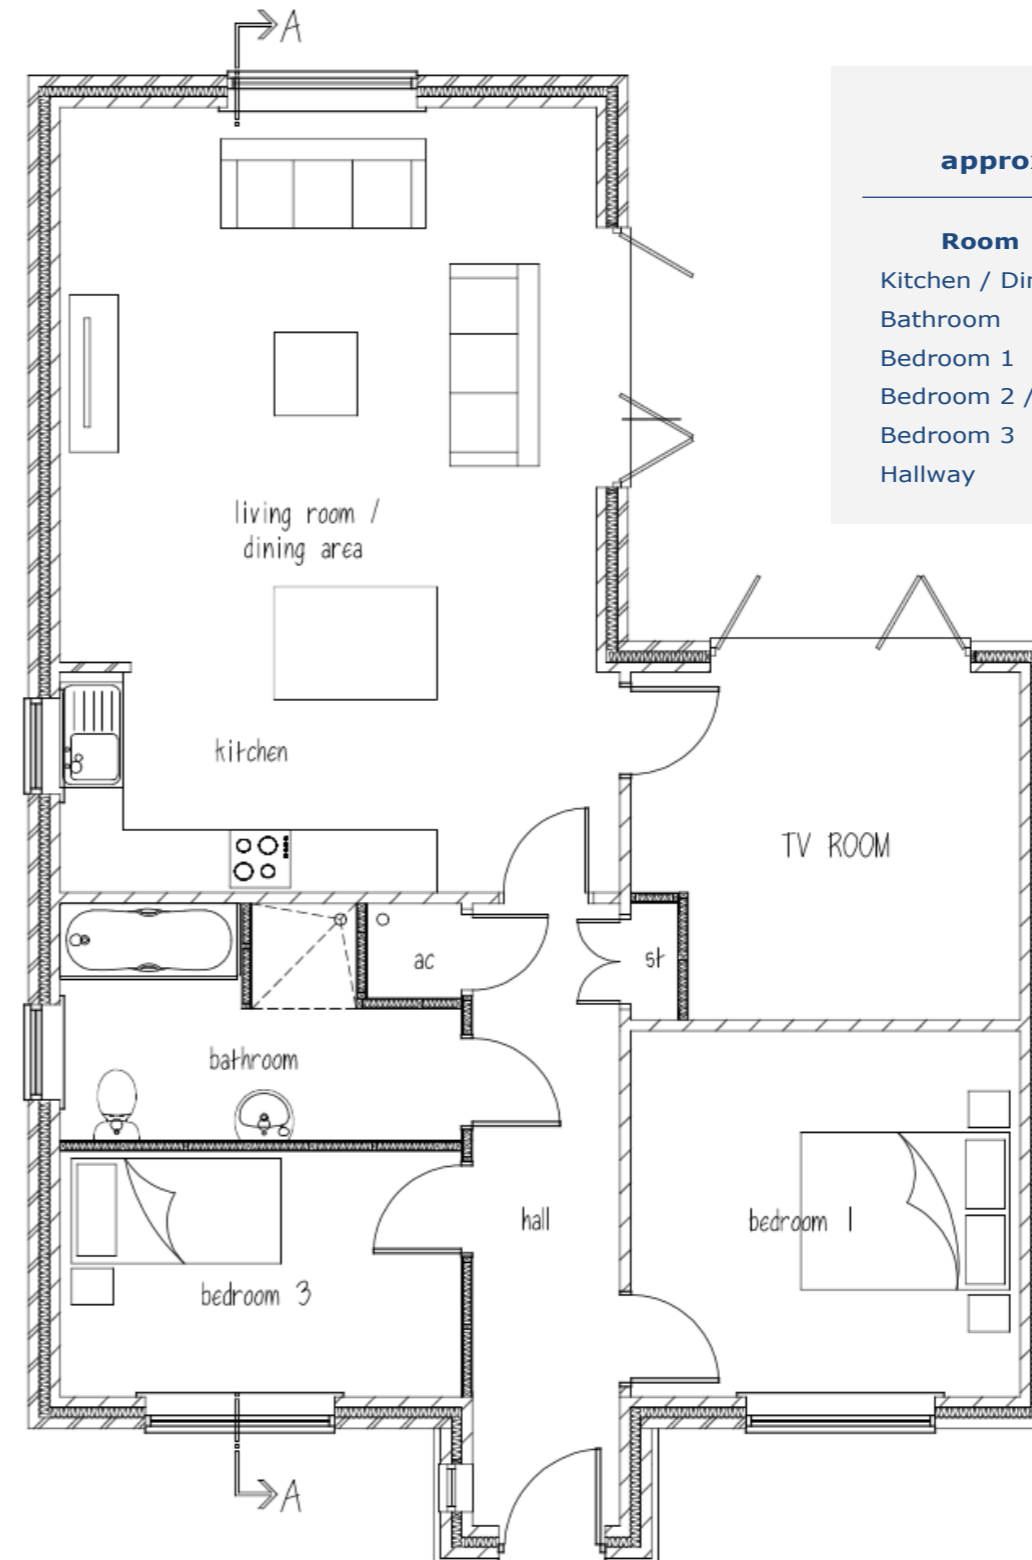 A
approx
Room
Kitchen / Din
Bathroom
Bedroom 1
Bedroom 2 /
Bedroom 3
Hallway
living room /
dining area
kitchen
TV ROOM
ac
st
bathroom
hall
bedroom 1
bedroom 3
A